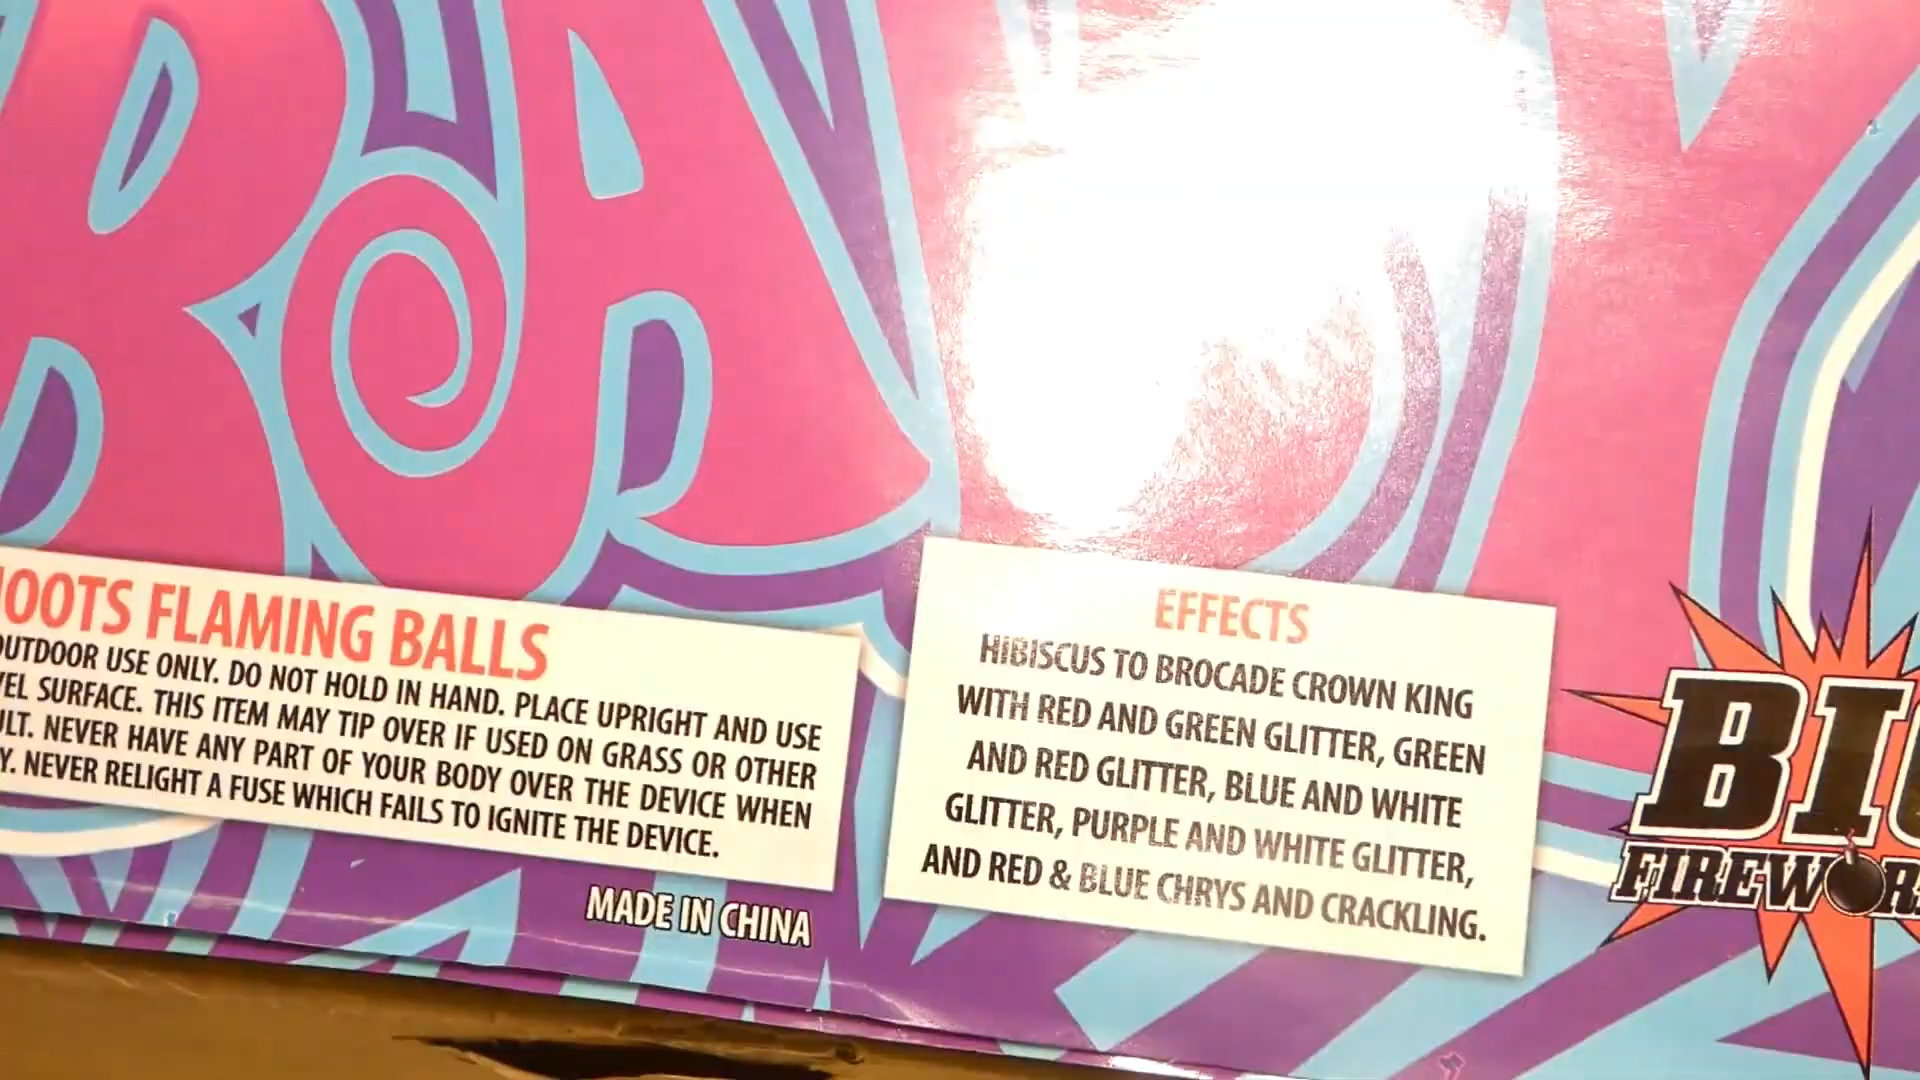 BA
HOOTS FLAMING BALLS
OUTDOOR USE ONLY. DO NOT HOLD IN HAND. PLACE UPRIGHT AND USE
SURFACE. THIS ITEM MAY TIP OVER IF USED ON GRASS OR OTHER
NEVER HAVE ANY PART OF YOUR BODY OVER THE DEVICE WHEN
NEVER RELIGHT A FUSE WHICH FAILS TO IGNITE THE DEVICE.
MADE IN CHINA
EFFECTS
HIBISCUS TO BROCADE CROWN KING
WITH RED AND GREEN GLITTER, GREEN
AND RED GLITTER, BLUE AND WHITE
GLITTER, PURPLE AND WHITE GLITTER,
AND RED & BLUE CHRYS AND CRACKLING.
BIG
FIREWOR